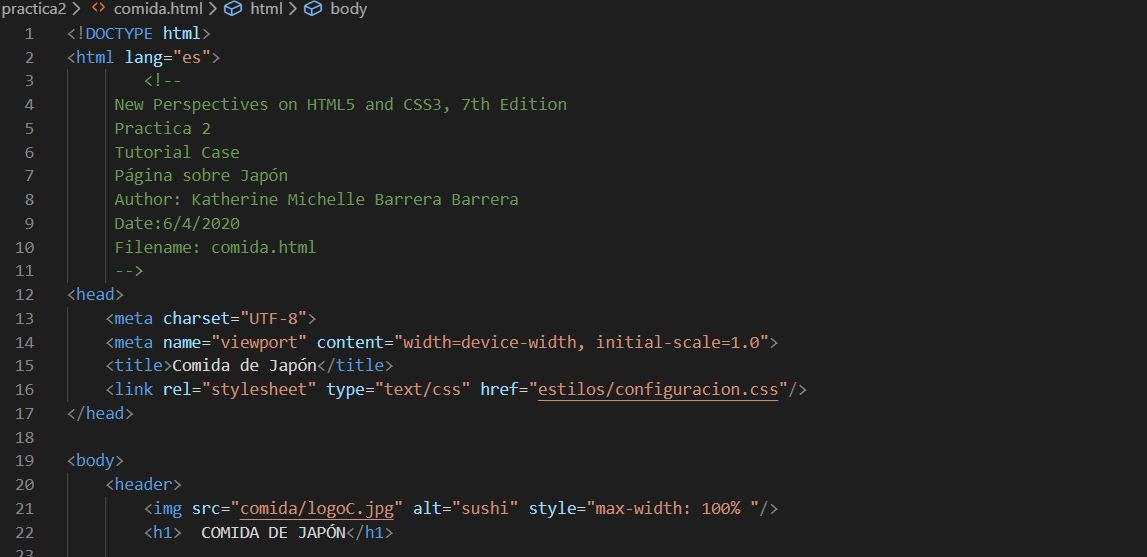 practica2 > <> comida.html > html > body
1 <!DOCTYPE html>
2 <html lang="es">
3 <!--
4 New Perspectives on HTML5 and CSS3, 7th Edition
5 Practica 2
6 Tutorial Case
7 Página sobre Japón
8 Author: Katherine Michelle Barrera Barrera
9 Date:6/4/2020
10 Filename: comida.html
11 -->
12 <head>
13 <meta charset="UTF-8">
14 <meta name="viewport" content="width=device-width, initial-scale=1.0">
15 <title>Comida de Japón</title>
16 <link rel="stylesheet" type="text/css" href="estilos/configuracion.css"/>
17 </head>
18
19 <body>
20 <header>
21 <img src="comida/logoC.jpg" alt="sushi" style="max-width: 100% "/>
22 <h1>  COMIDA DE JAPÓN</h1>
23